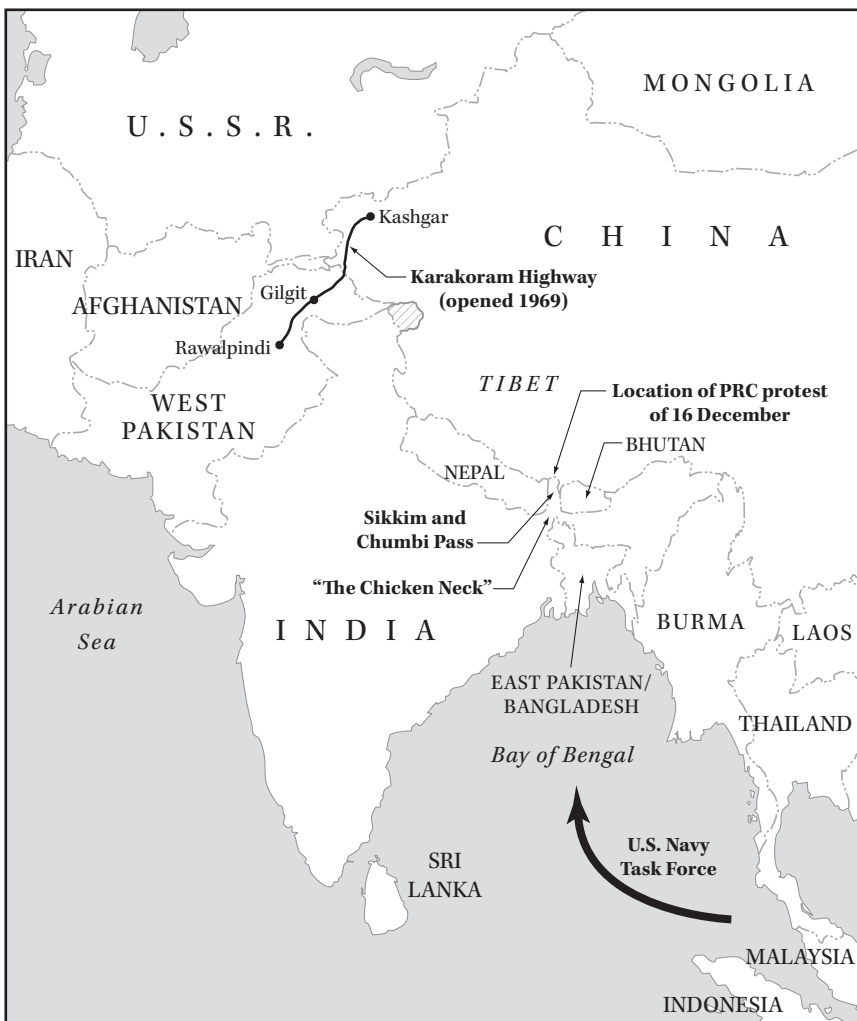 MONGOLIA
U.S.S.R.
Kashgar
CHINA
IRAN
Karakoram Highway
(opened 1969)
Gilgit
AFGHANISTAN
Rawalpindi
TIBET
Location of PRC protest
of 16 December
WEST
PAKISTAN
BHUTAN
NEPAL
Sikkim and
Chumbi Pass
“The Chicken Neck”
Arabian
Sea
INDIA
BURMA
LAOS
EAST PAKISTAN/
BANGLADESH
THAILAND
Bay of Bengal
U.S. Navy
Task Force
SRI
LANKA
MALAYSIA
INDONESIA